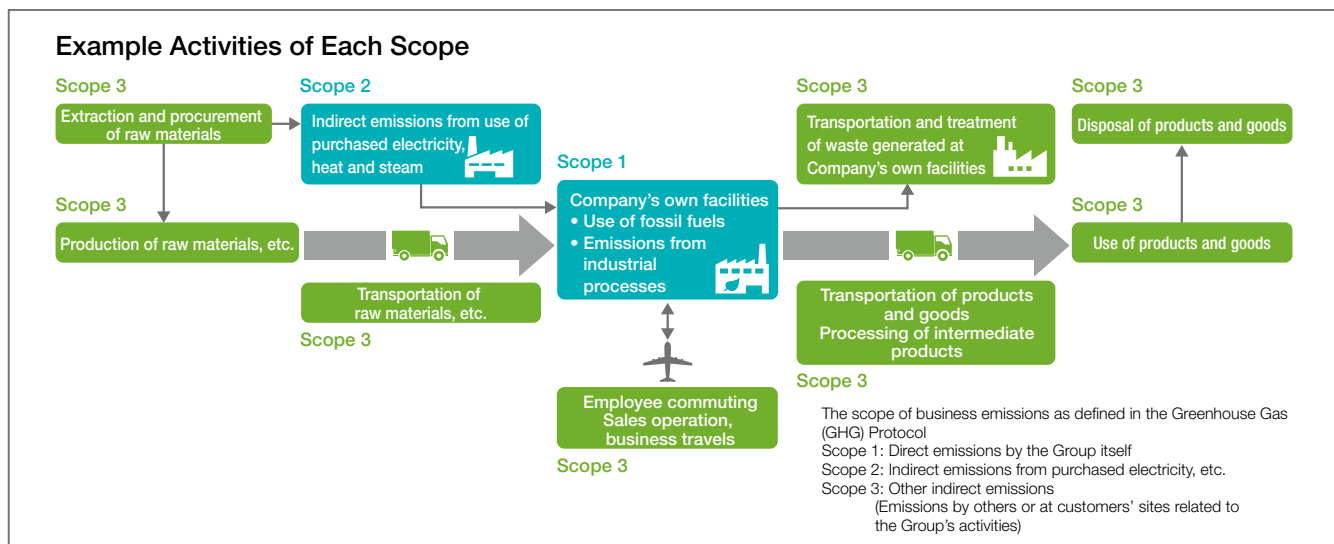 Example Activities of Each Scope
Scope 3
Extraction and procurement
of raw materials
Scope 2
Indirect emissions from use of
purchased electricity,
heat and steam
Scope 3
Production of raw materials, etc.
Transportation of
raw materials, etc.
Scope 3
Scope 1
Company's own facilities
• Use of fossil fuels
• Emissions from
industrial
processes
Employee commuting
Sales operation,
business travels
Scope 3
Scope 3
Transportation and treatment
of waste generated at
Company's own facilities
Transportation of products
and goods
Processing of intermediate
products
Scope 3
Scope 3
Disposal of products and goods
Scope 3
Use of products and goods
The scope of business emissions as defined in the Greenhouse Gas
(GHG) Protocol
Scope 1: Direct emissions by the Group itself
Scope 2: Indirect emissions from purchased electricity, etc.
Scope 3: Other indirect emissions
(Emissions by others or at customers' sites related to
the Group's activities)